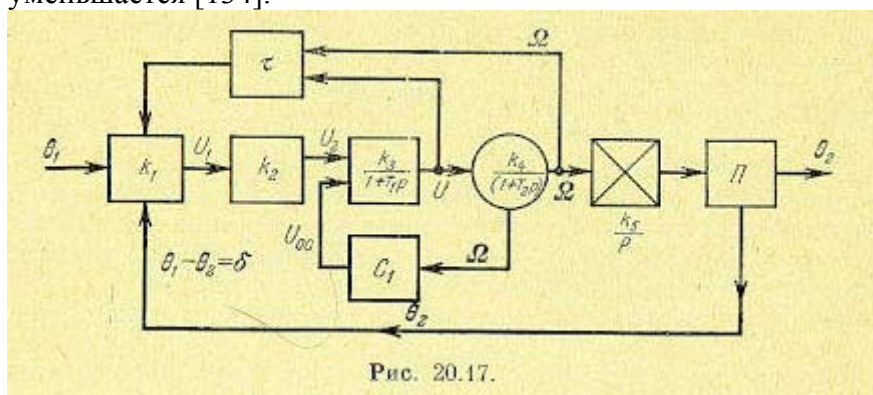 уменьшается [134].
Ω
τ
θ₁
k₁
U₁
k₂
U₂
k₃
1+T₁p
U
k₄
(1+T₂p)
Ω
k₅
p
П
θ₂
U₀₀
θ₁-θ₂=δ
C₁
Ω
θ₂
Рис. 20.17.